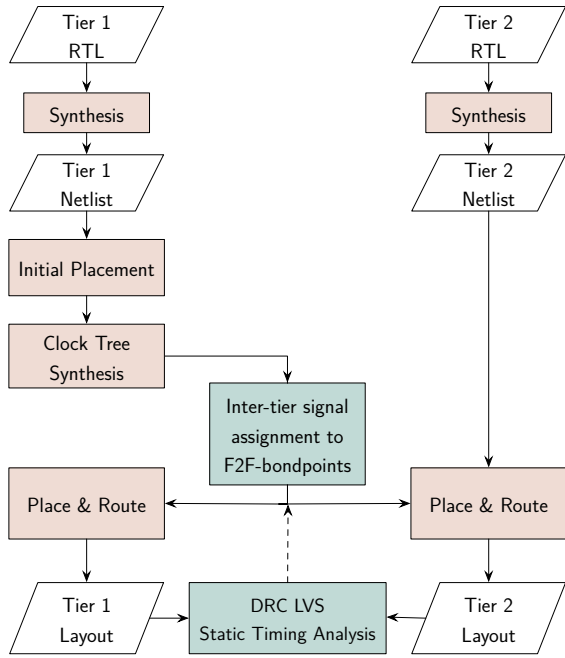 Tier 1
RTL
Tier 2
RTL
Synthesis
Synthesis
Tier 1
Netlist
Tier 2
Netlist
Initial Placement
Clock Tree
Synthesis
Inter-tier signal
assignment to
F2F-bondpoints
Place & Route
Place & Route
Tier 1
Layout
DRC LVS
Static Timing Analysis
Tier 2
Layout